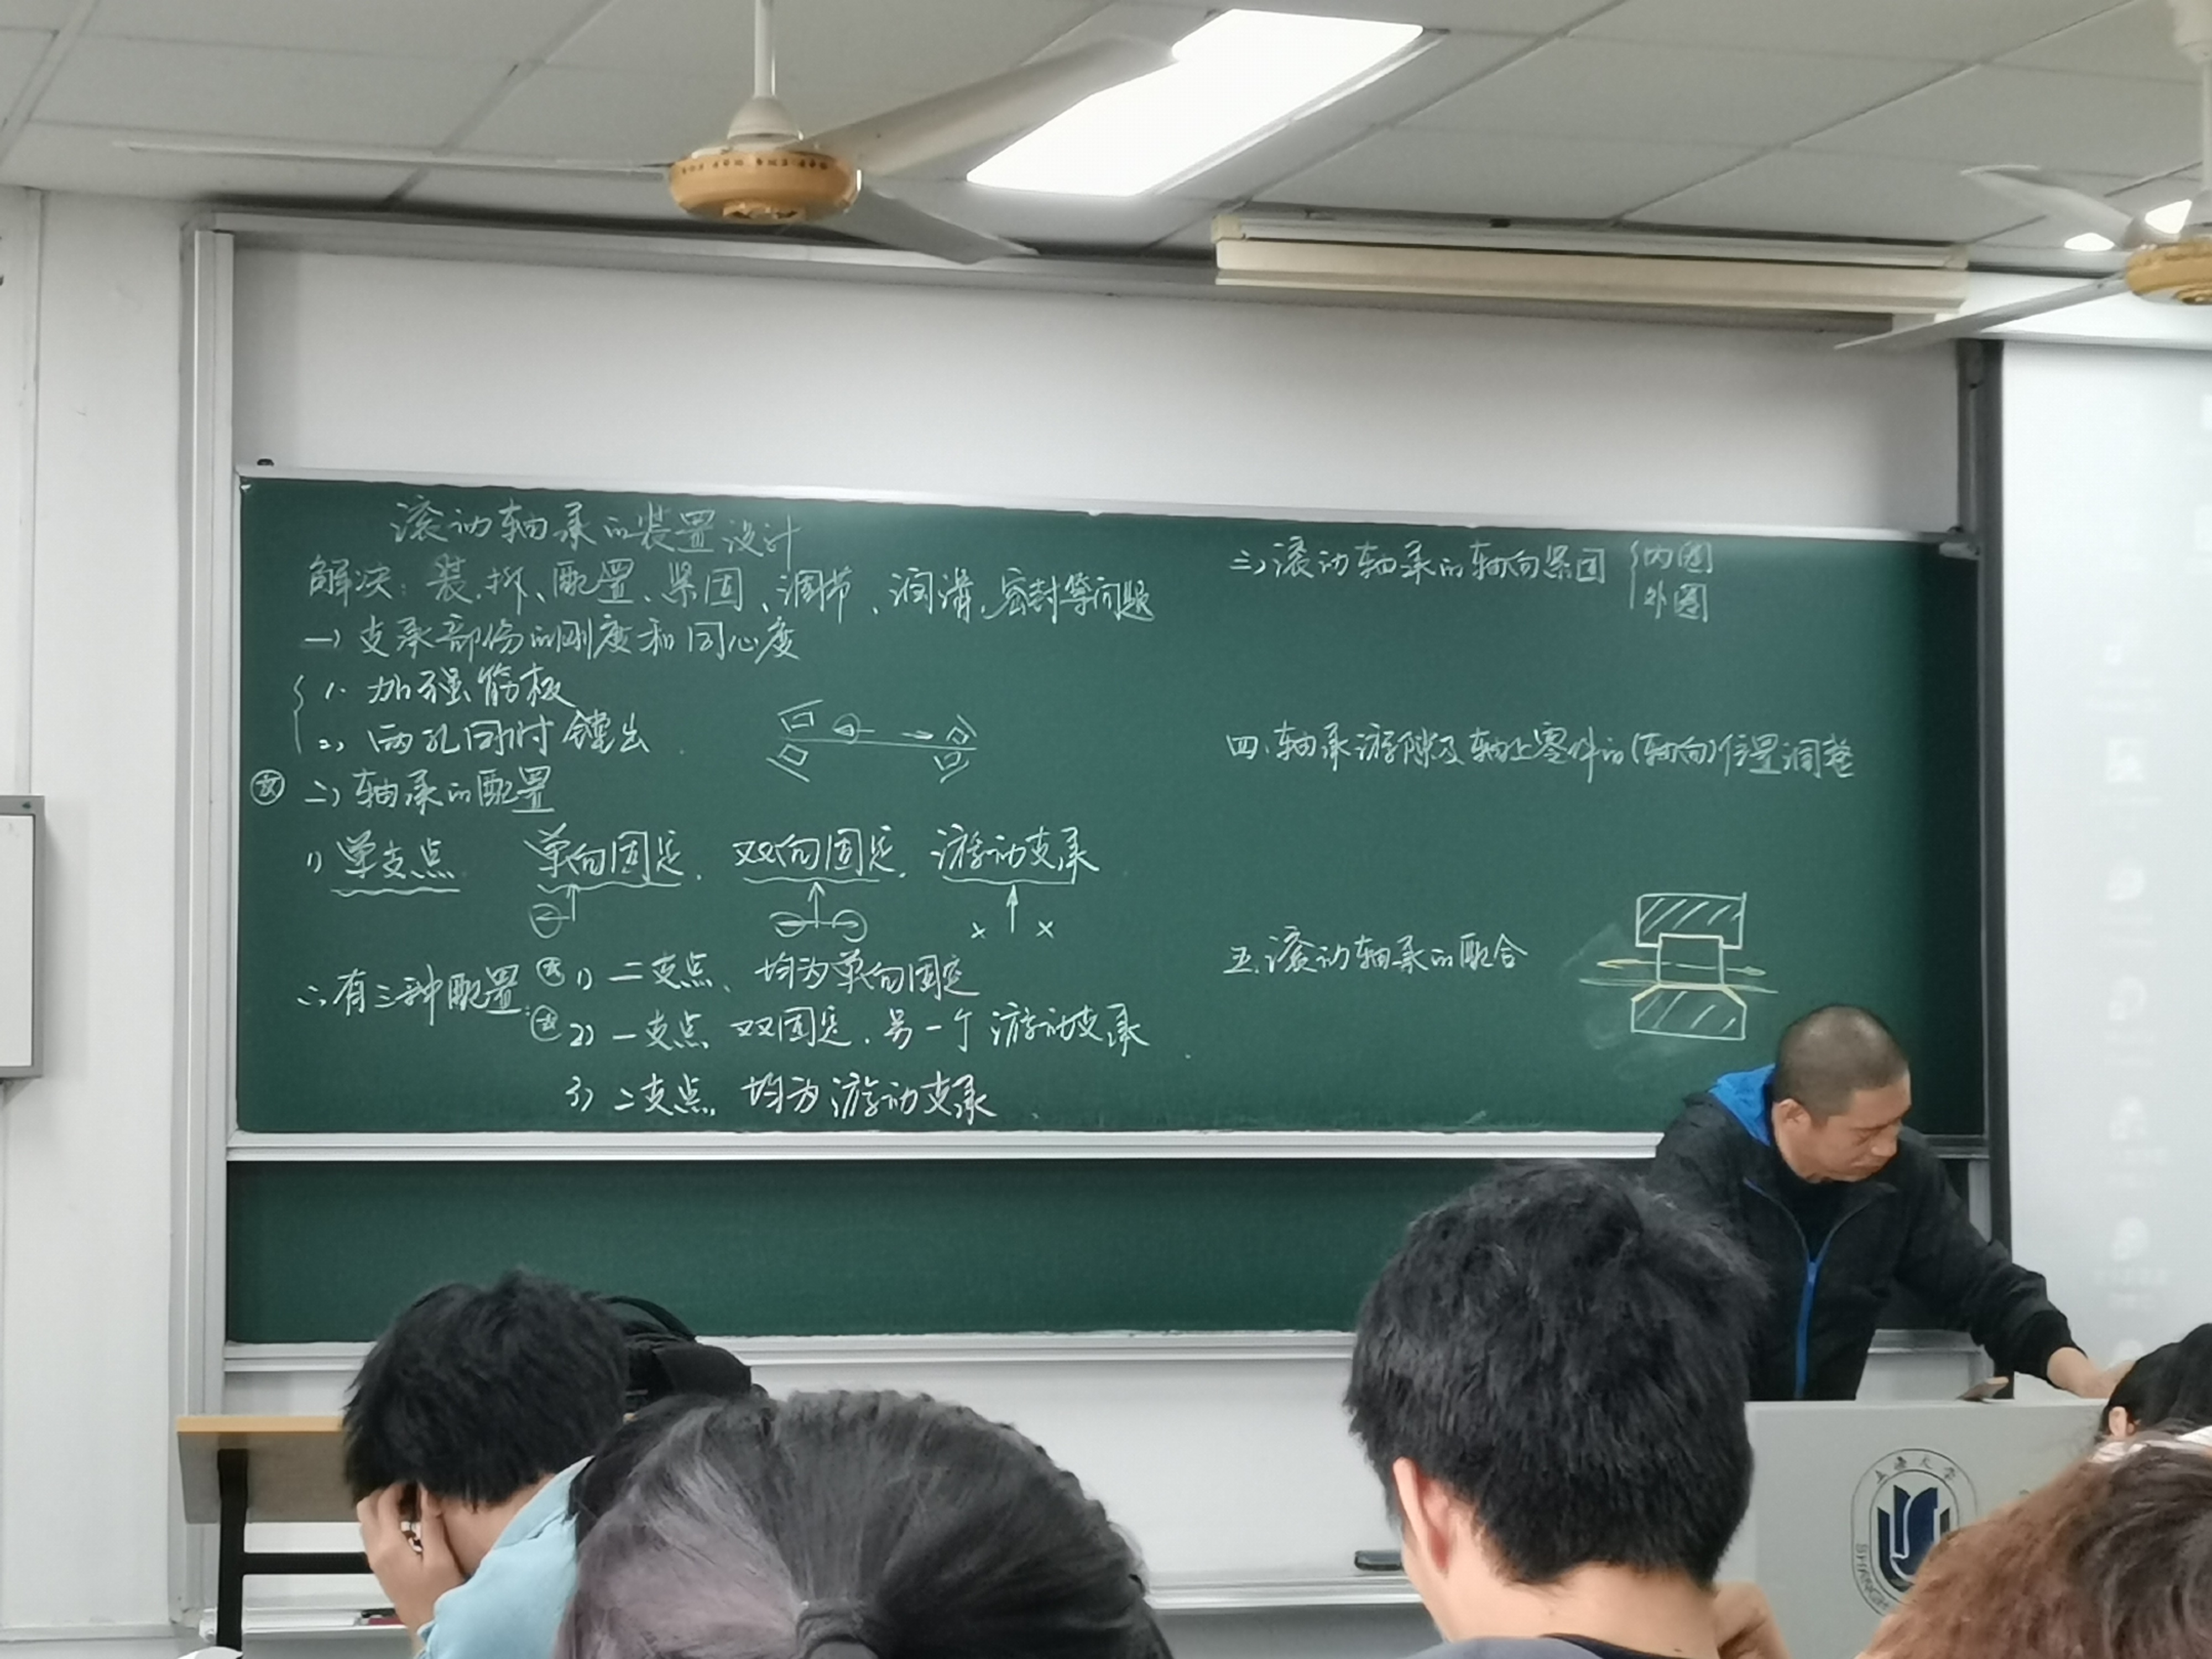 滚动轴承的装置设计
解决：装、拆、配置、紧固、调节、润滑、密封等问题
一）支承部份的刚度和同心度
1. 加强筋板
2、两孔同时镗出
二）轴承的配置
1）单支点 单向固定、双向固定、游动支承
∴有三种配置：
1）二支点、均为单向固定
2）一支点 双固定，另一个游动支承
3）二支点，均为游动支承
三）滚动轴承的轴向紧固 { 内圈
外圈
四、轴承游隙及轴上零件的（轴向）位置调整
五、滚动轴承的配合
上海大学